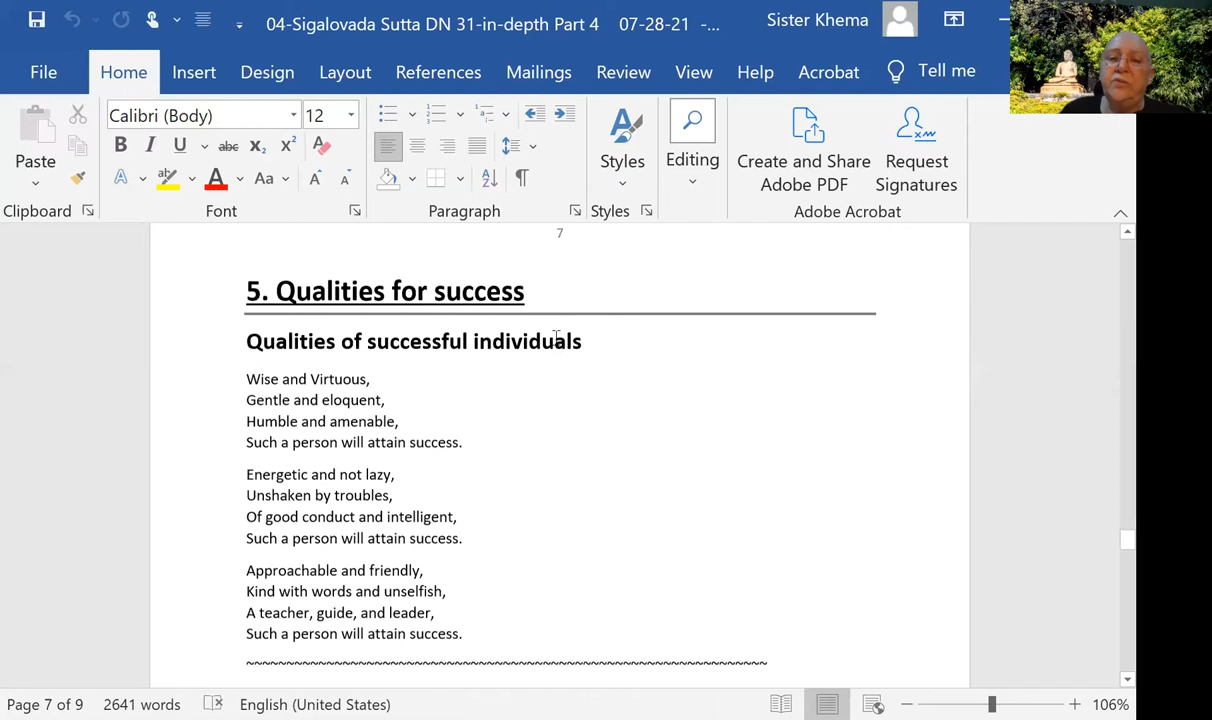 04-Sigalovada Sutta DN 31-in-depth Part 4 07-28-21 -...
Sister Khema
File Home Insert Design Layout References Mailings Review View Help Acrobat Tell me
Calibri (Body) 12
Paste
Styles
Editing
Create and Share Adobe PDF
Request Signatures
Clipboard Font Paragraph Styles Adobe Acrobat
7
5. Qualities for success
Qualities of successful individuals
Wise and Virtuous,
Gentle and eloquent,
Humble and amenable,
Such a person will attain success.
Energetic and not lazy,
Unshaken by troubles,
Of good conduct and intelligent,
Such a person will attain success.
Approachable and friendly,
Kind with words and unselfish,
A teacher, guide, and leader,
Such a person will attain success.
~~~~~~~~~~~~~~~~~~~~~~~~~~~~~~~~~~~~~~~~~~~~~~~~~~~~~~~~~~~~~~~~~
Page 7 of 9 2641 words English (United States) 106%